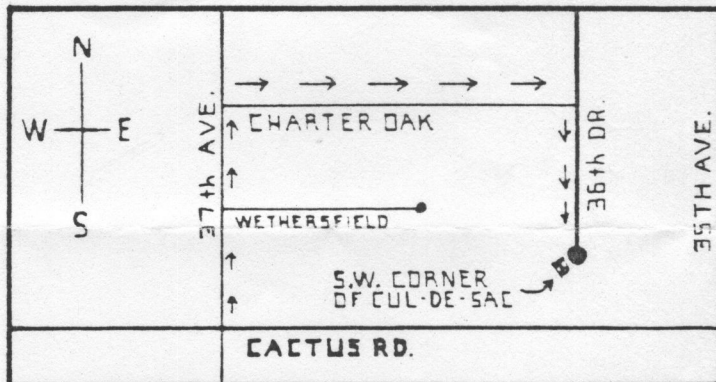 N
W E
S
37th AVE.
CHARTER OAK
WETHERSFIELD
36th DR.
35TH AVE.
S.W. CORNER
OF CUL-DE-SAC
CACTUS RD.